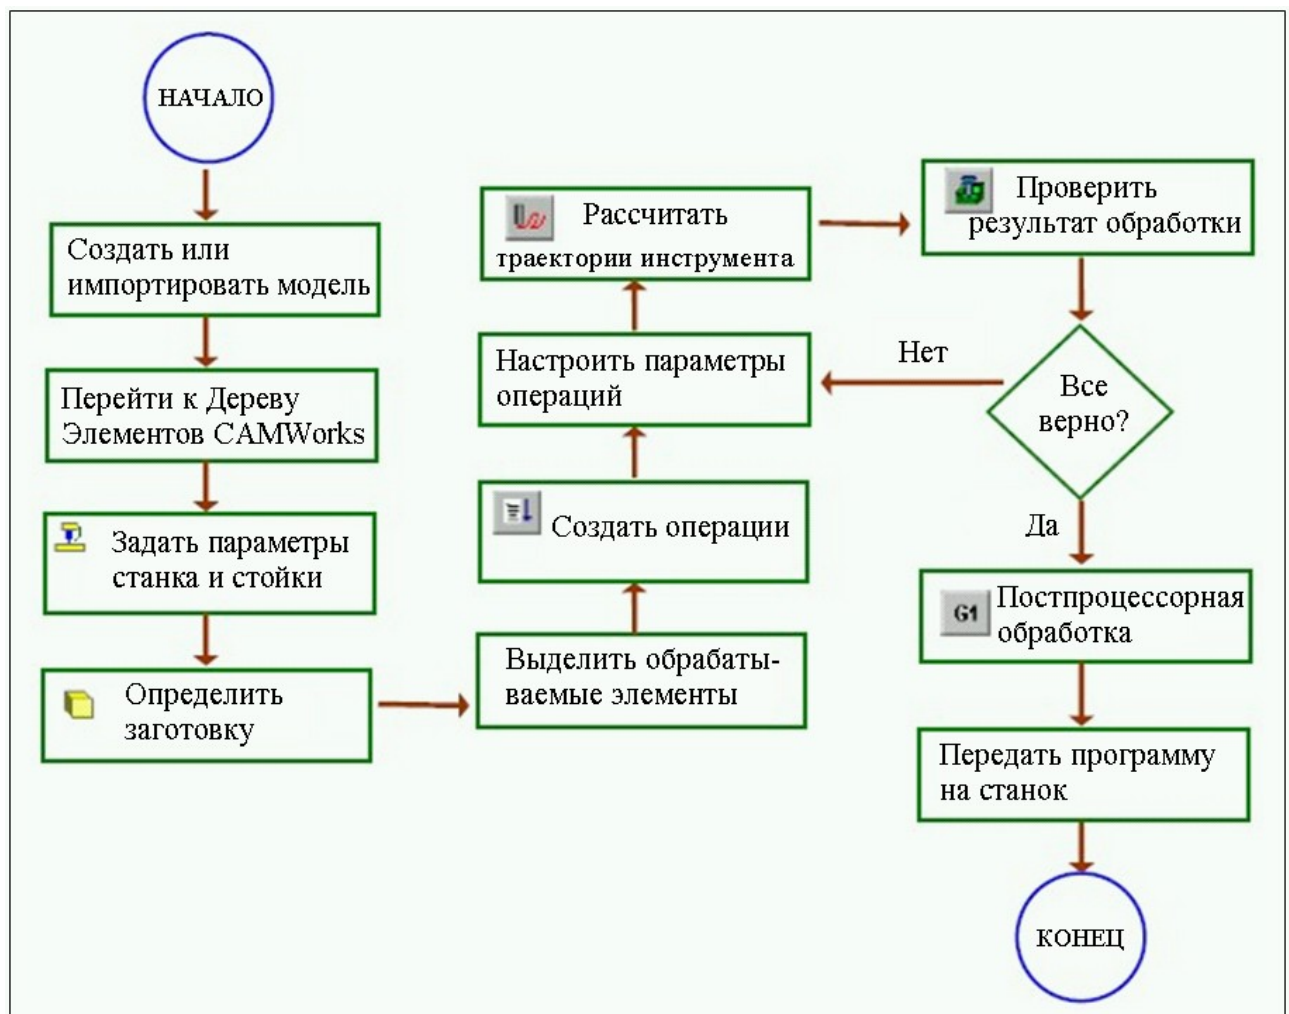 НАЧАЛО
Создать или
импортировать модель
Перейти к Дереву
Элементов CAMWorks
Задать параметры
станка и стойки
Определить
заготовку
Выделить обрабаты-
ваемые элементы
Создать операции
Настроить параметры
операций
Рассчитать
траектории инструмента
Проверить
результат обработки
Все
верно?
Нет
Да
G1
Постпроцессорная
обработка
Передать программу
на станок
КОНЕЦ